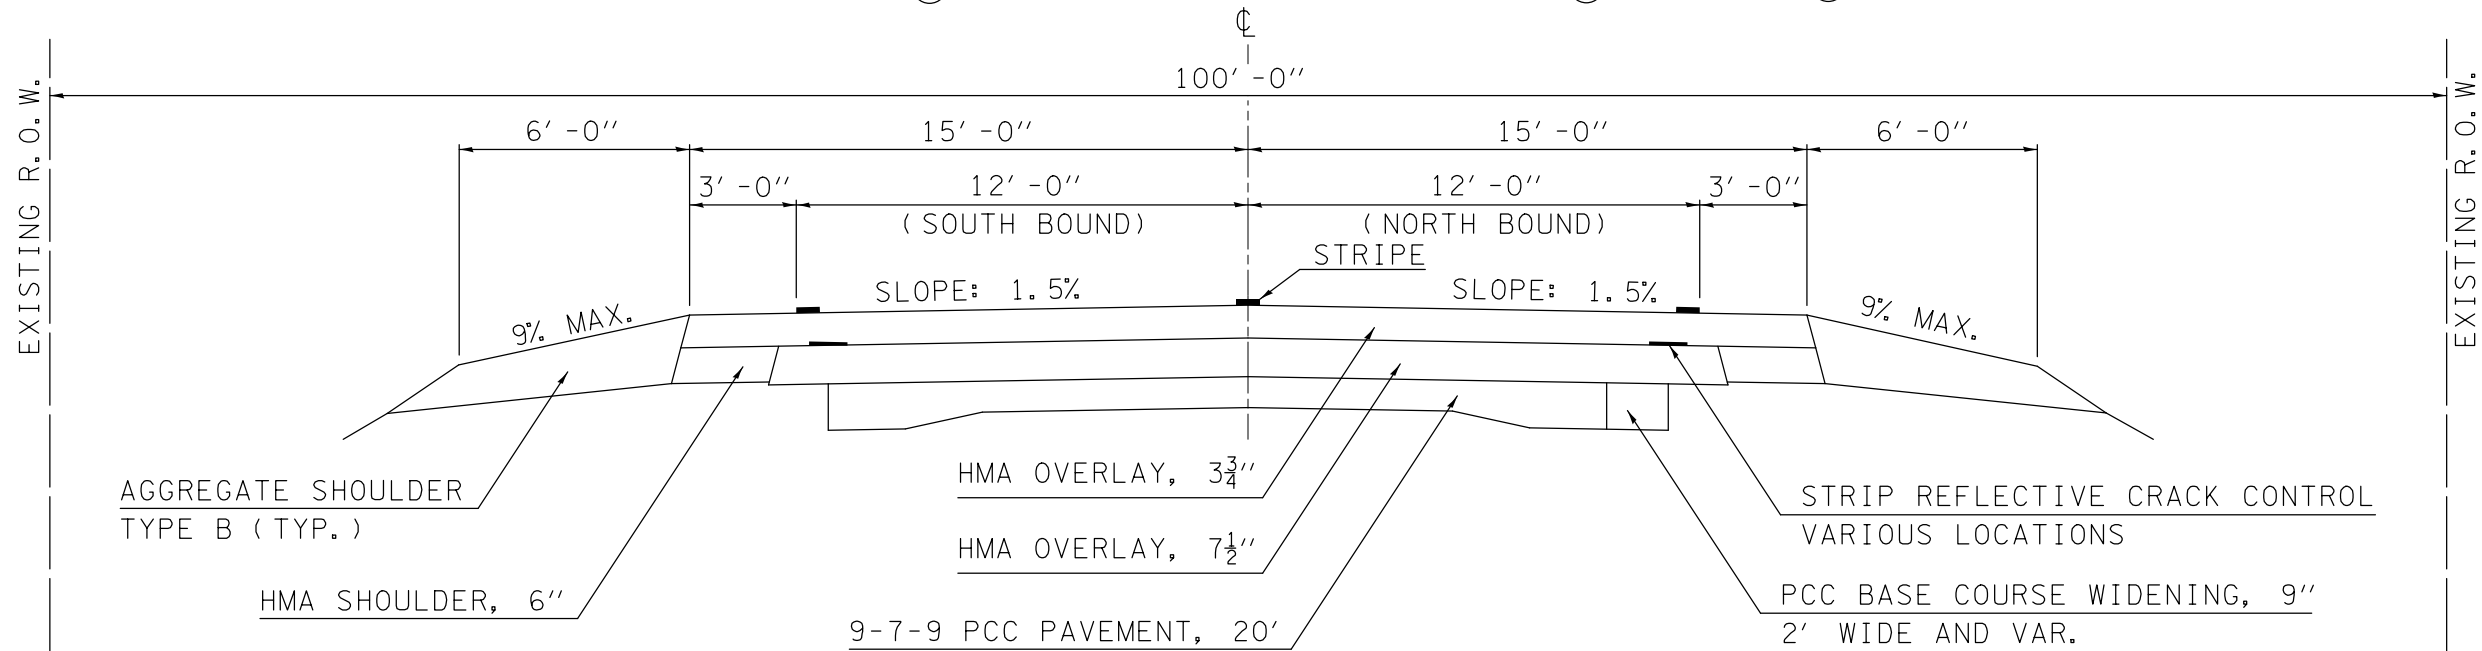 ℄
100'-0"
6'-0"
15'-0"
15'-0"
6'-0"
3'-0"
12'-0"
12'-0"
3'-0"
(SOUTH BOUND)
(NORTH BOUND)
STRIPE
SLOPE: 1.5%
SLOPE: 1.5%
9% MAX.
9% MAX.
EXISTING R.O.W.
EXISTING R.O.W.
HMA OVERLAY, 3¾"
AGGREGATE SHOULDER
TYPE B (TYP.)
STRIP REFLECTIVE CRACK CONTROL
VARIOUS LOCATIONS
HMA OVERLAY, 7½"
HMA SHOULDER, 6"
PCC BASE COURSE WIDENING, 9"
2' WIDE AND VAR.
9-7-9 PCC PAVEMENT, 20'